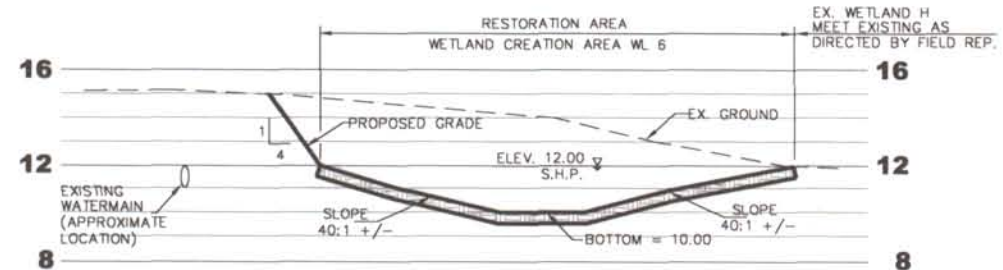 RESTORATION AREA
WETLAND CREATION AREA WL 6
EX. WETLAND H
MEET EXISTING AS
DIRECTED BY FIELD REP.
16
16
PROPOSED GRADE
EX. GROUND
1
4
12
ELEV. 12.00
S.H.P.
12
EXISTING
WATERMAIN
(APPROXIMATE
LOCATION)
SLOPE
40:1 +/-
SLOPE
40:1 +/-
BOTTOM = 10.00
8
8